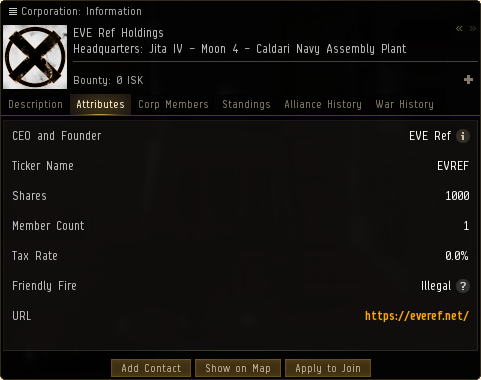 Corporation: Information
EVE Ref Holdings
Headquarters: Jita IV - Moon 4 - Caldari Navy Assembly Plant
Bounty: 0 ISK
Description Attributes Corp Members Standings Alliance History War History
CEO and Founder EVE Ref
Ticker Name EVREF
Shares 1000
Member Count 1
Tax Rate 0.0%
Friendly Fire Illegal ?
URL https://everef.net/
Add Contact Show on Map Apply to Join